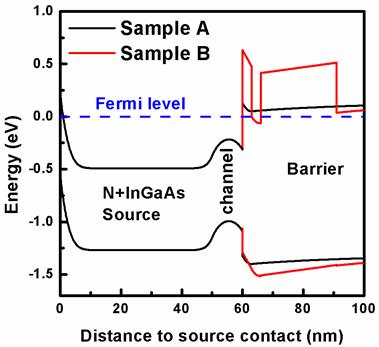 Sample A
Sample B
Fermi level
N+InGaAs
Source
channel
Barrier
Energy (eV)
1.0
0.5
0.0
-0.5
-1.0
-1.5
0
20
40
60
80
100
Distance to source contact (nm)